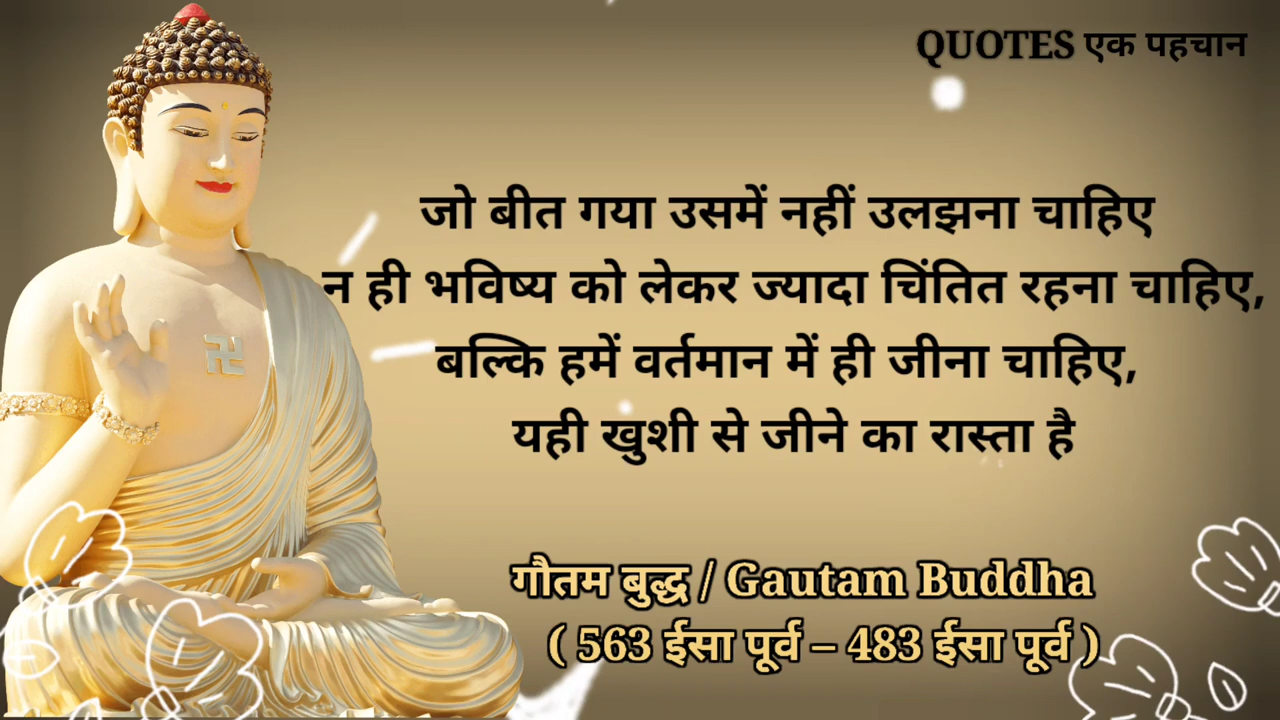 QUOTES एक पहचान
जो बीत गया उसमें नहीं उलझना चाहिए
न ही भविष्य को लेकर ज्यादा चिंतित रहना चाहिए,
बल्कि हमें वर्तमान में ही जीना चाहिए,
यही खुशी से जीने का रास्ता है
गौतम बुद्ध / Gautam Buddha
( 563 ईसा पूर्व – 483 ईसा पूर्व )